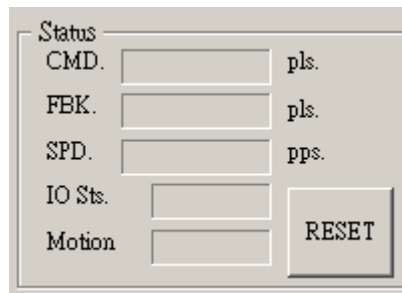 Status
CMD. pls.
FBK. pls.
SPD. pps.
IO Sts.
Motion
RESET